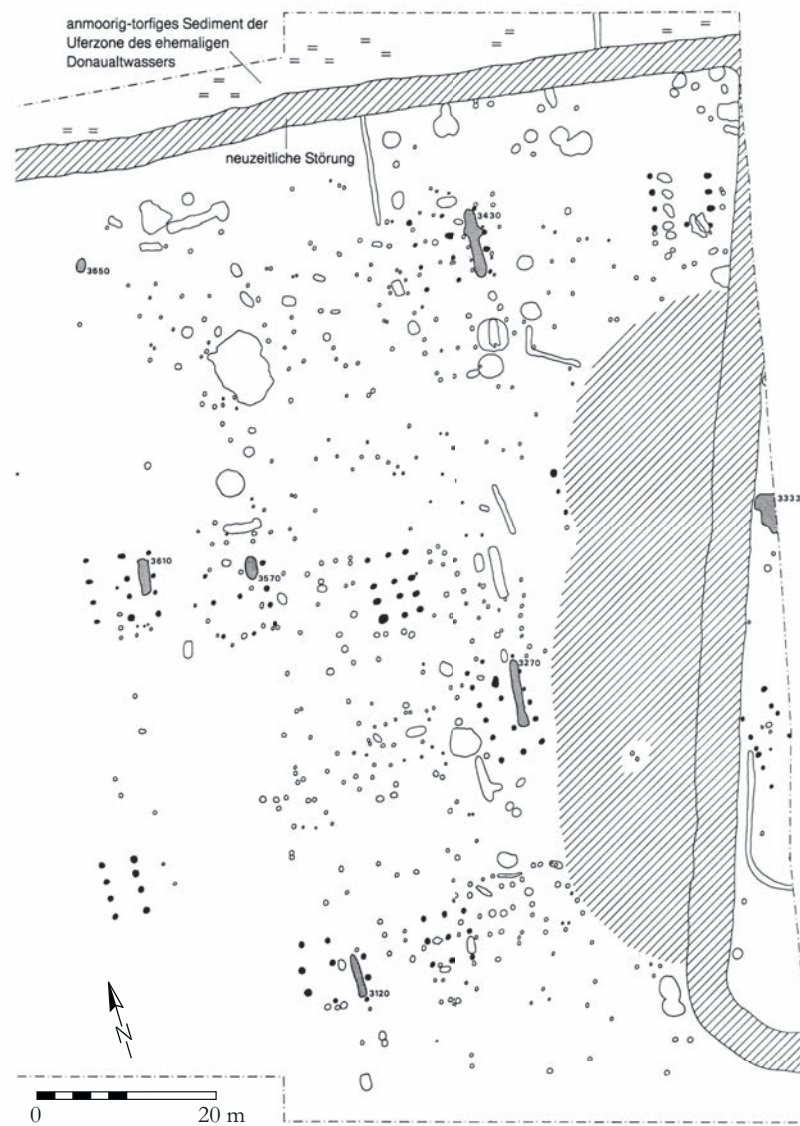 anmoorig-torfiges Sediment der
Uferzone des ehemaligen
Donaualtwassers
neuzeitliche Störung
3430
3650
3333
3610
3570
3270
3120
N
0 20 m